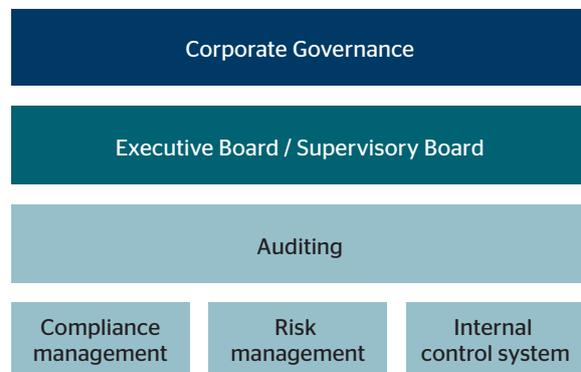 Corporate Governance
Executive Board / Supervisory Board
Auditing
Compliance
management
Risk
management
Internal
control system